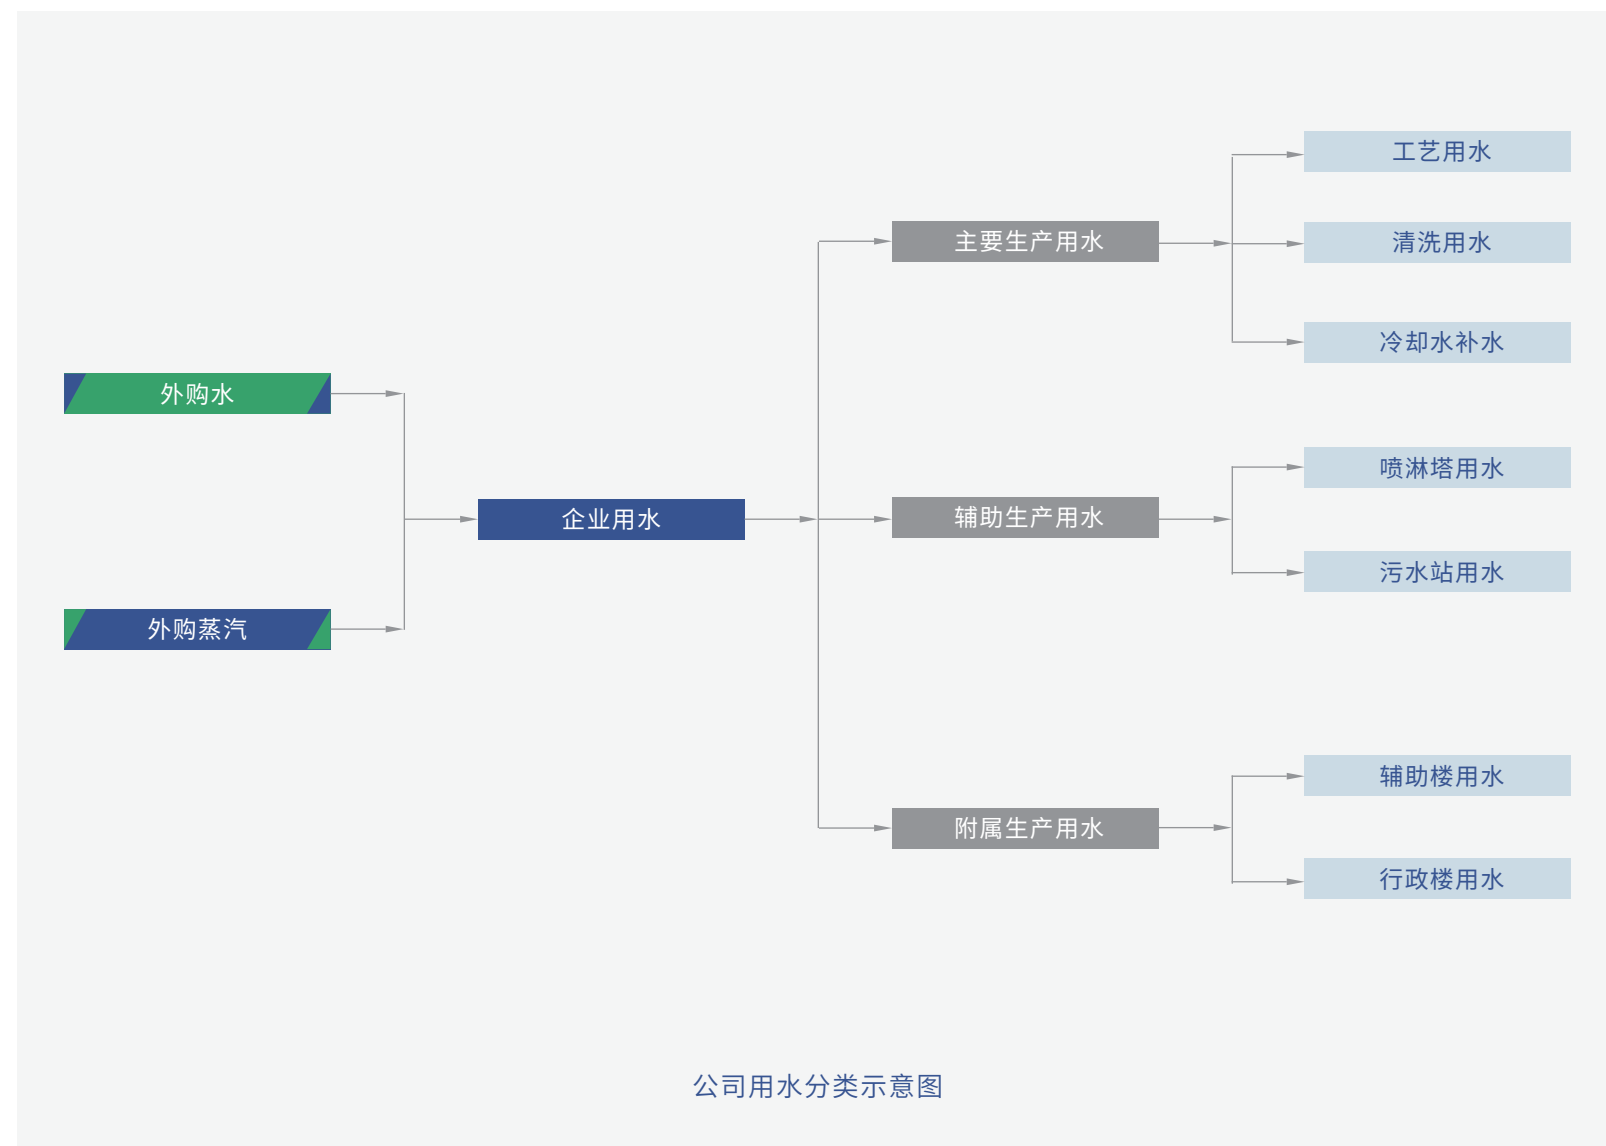 工艺用水
主要生产用水
清洗用水
冷却水补水
外购水
喷淋塔用水
企业用水
辅助生产用水
污水站用水
外购蒸汽
辅助楼用水
附属生产用水
行政楼用水
公司用水分类示意图